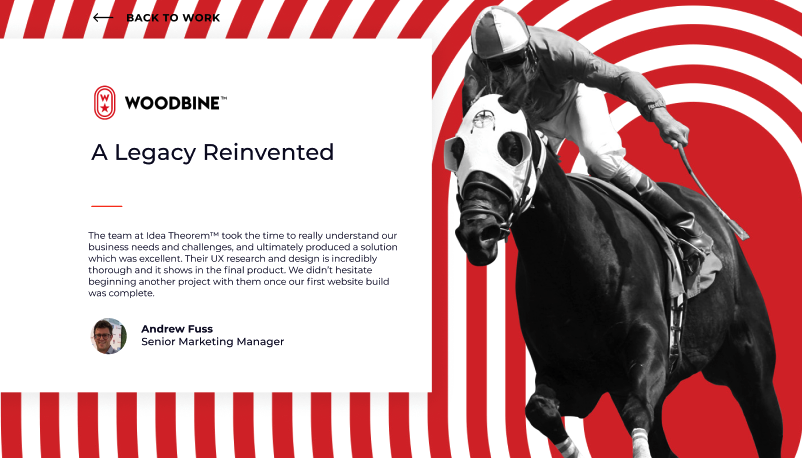 BACK TO WORK
W
WOODBINE™
A Legacy Reinvented
The team at Idea Theorem™ took the time to really understand our
business needs and challenges, and ultimately produced a solution
which was excellent. Their UX research and design is incredibly
thorough and it shows in the final product. We didn’t hesitate
beginning another project with them once our first website build
was complete.
Andrew Fuss
Senior Marketing Manager